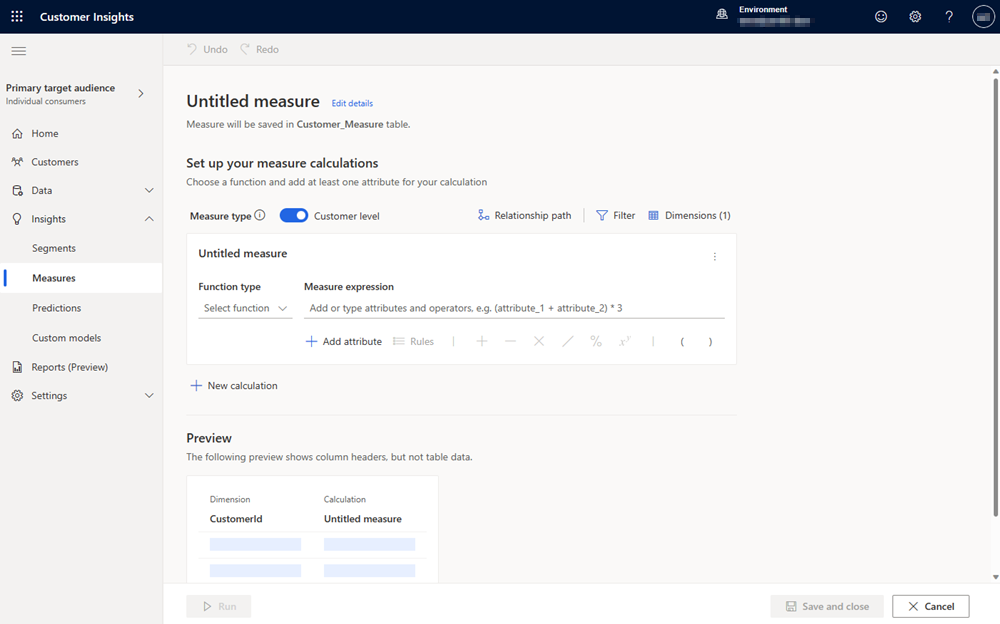 Customer Insights
Environment
Undo
Redo
Primary target audience
Individual consumers
Home
Customers
Data
Insights
Segments
Measures
Predictions
Custom models
Reports (Preview)
Settings
Untitled measure
Edit details
Measure will be saved in Customer_Measure table.
Set up your measure calculations
Choose a function and add at least one attribute for your calculation
Measure type
Customer level
Relationship path
Filter
Dimensions (1)
Untitled measure
Function type
Measure expression
Select function
Add or type attributes and operators, e.g. (attribute_1 + attribute_2) * 3
Add attribute
Rules
| + − × / % xʸ | ( )
New calculation
Preview
The following preview shows column headers, but not table data.
Dimension
Calculation
CustomerId
Untitled measure
Run
Save and close
Cancel